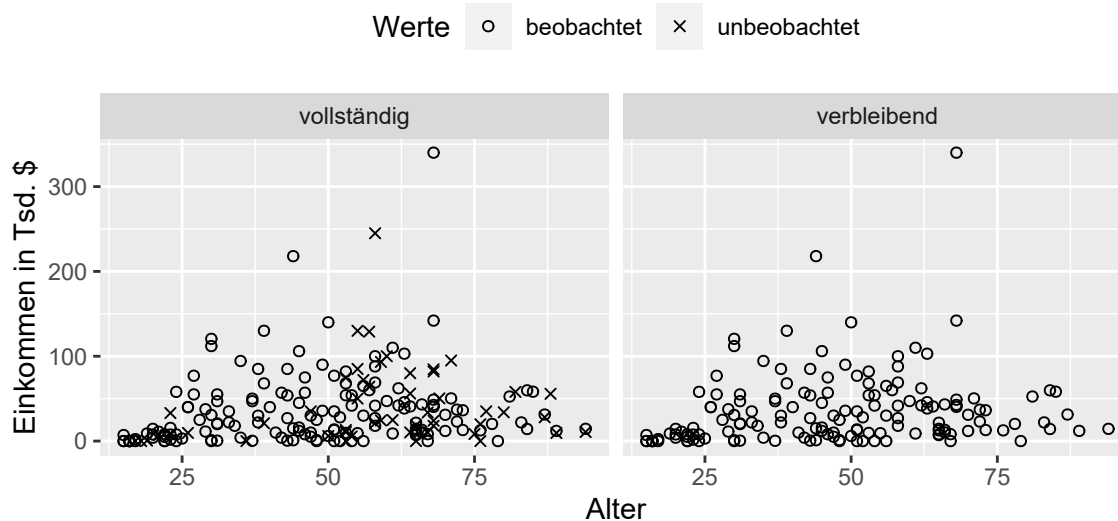 Werte beobachtet unbeobachtet
vollständig verbleibend
Einkommen in Tsd. $
300
200
100
0
25 50 75 25 50 75
Alter